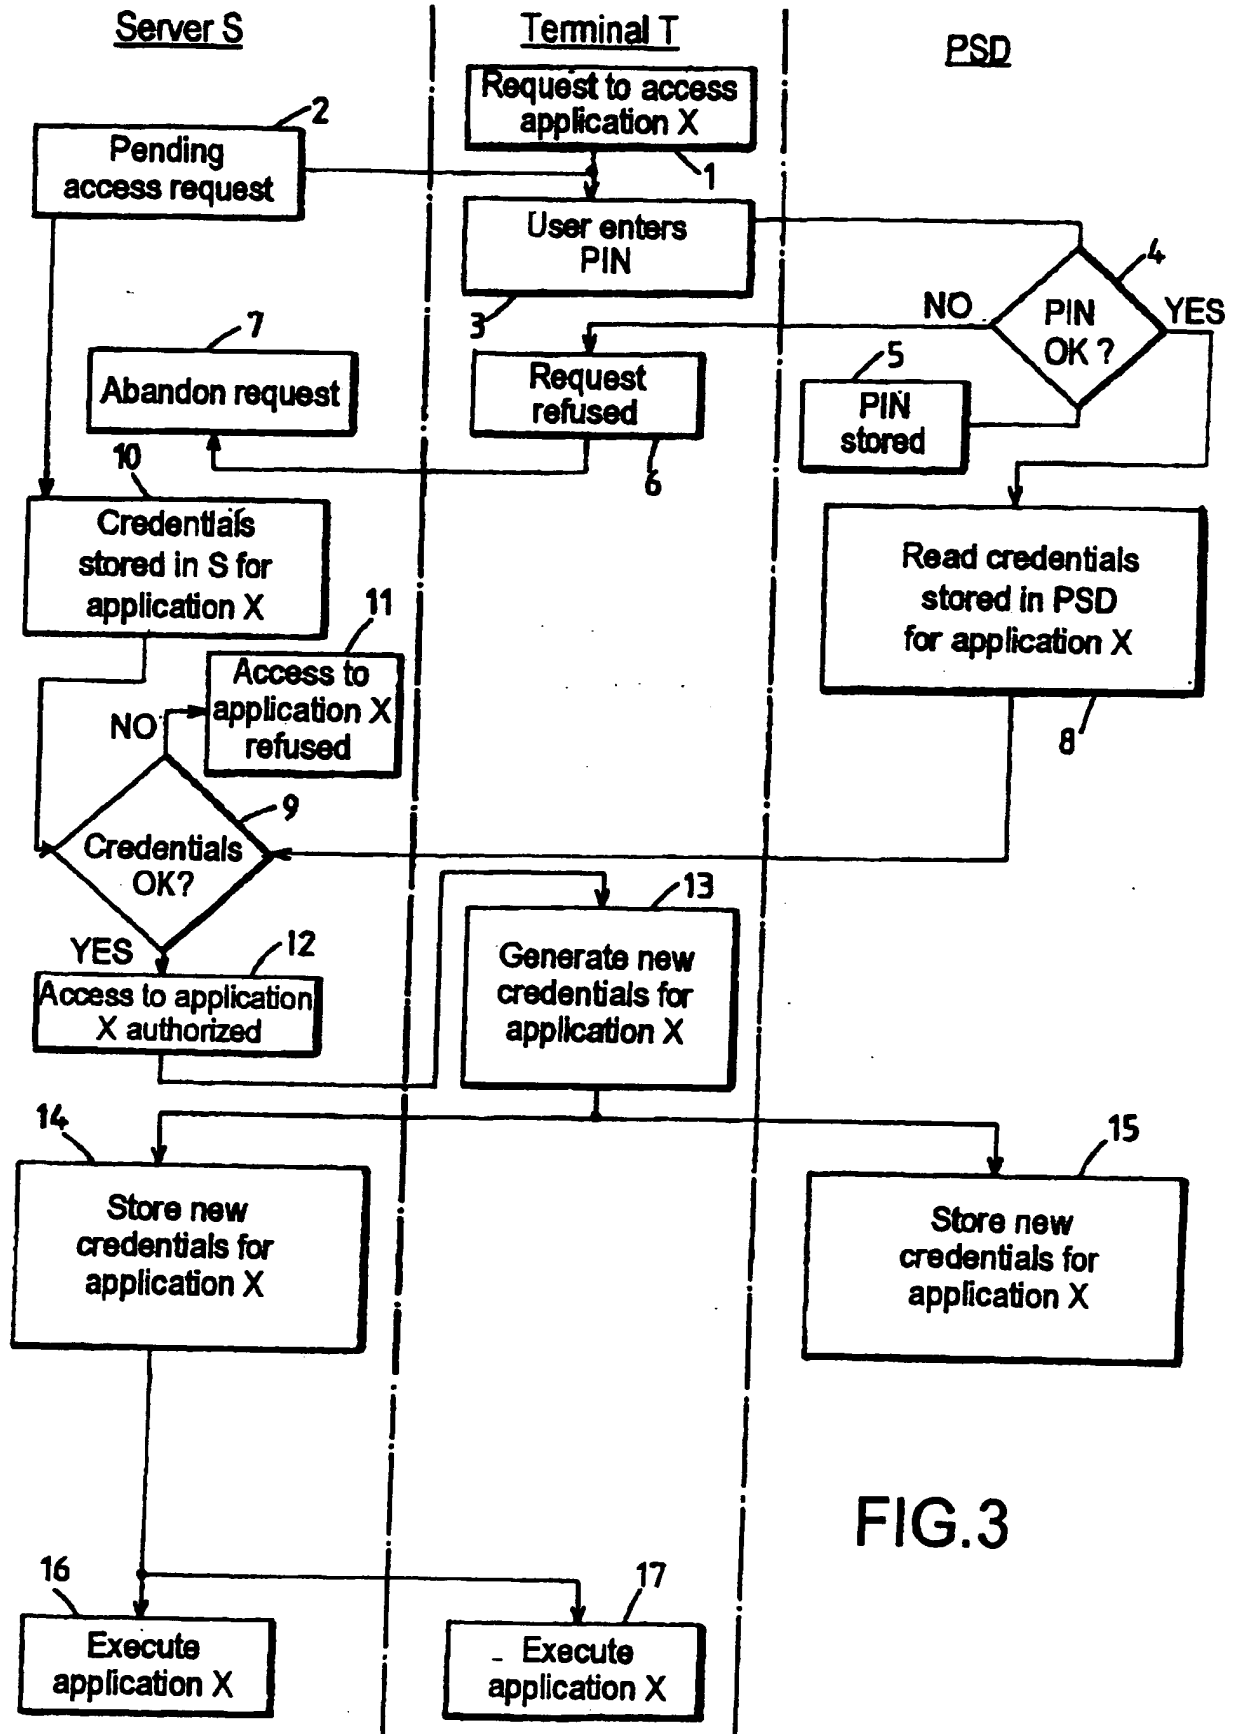 Server S
Terminal T
PSD
Request to access
application X
1
2
Pending
access request
User enters
PIN
3
4
PIN
OK ?
NO
YES
5
PIN
stored
7
Abandon request
Request
refused
6
10
Credentials
stored in S for
application X
Read credentials
stored in PSD
for application X
8
11
Access to
application X
refused
NO
9
Credentials
OK?
YES
12
Access to application
X authorized
13
Generate new
credentials for
application X
14
Store new
credentials for
application X
15
Store new
credentials for
application X
FIG.3
16
Execute
application X
17
Execute
application X